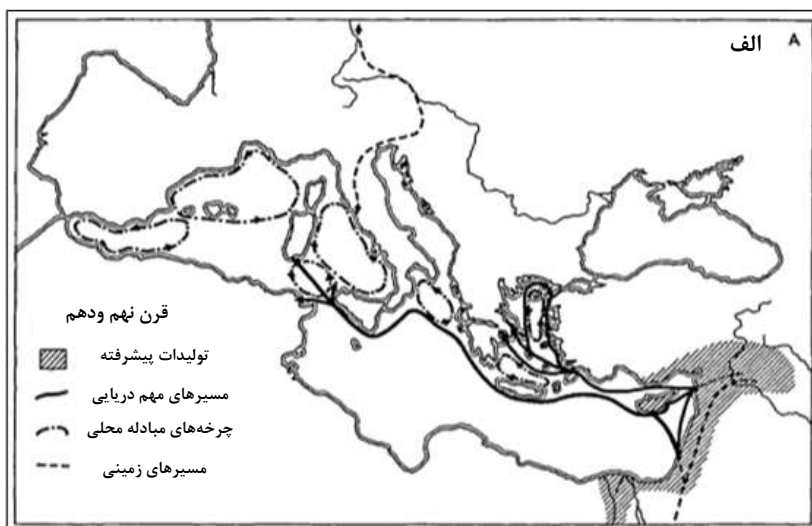 الف A
قرن نهم ودهم
تولیدات پیشرفته
مسیرهای مهم دریایی
چرخه‌های مبادله محلی
مسیرهای زمینی